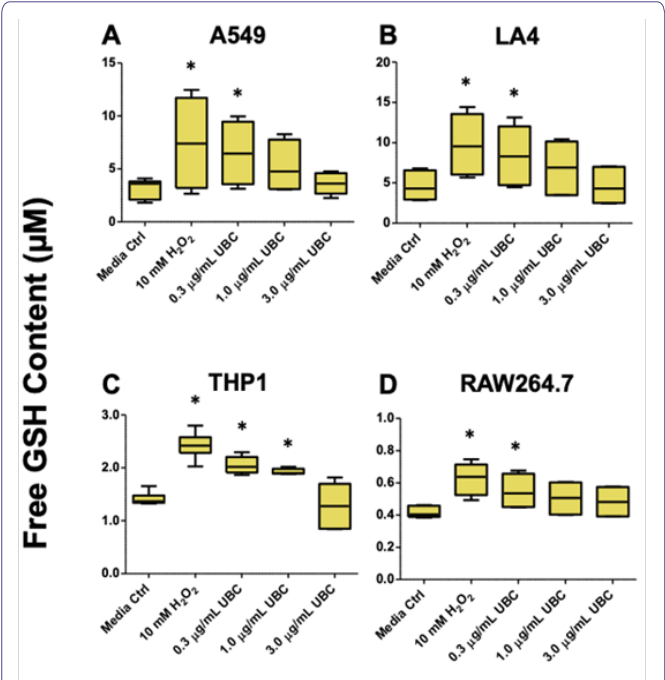 Free GSH Content (μM)
A
A549
15
10
5
0
*
*
Media Ctrl
10 mM H₂O₂
0.3 μg/mL UBC
1.0 μg/mL UBC
3.0 μg/mL UBC
B
LA4
20
15
10
5
0
*
*
Media Ctrl
10 mM H₂O₂
0.3 μg/mL UBC
1.0 μg/mL UBC
3.0 μg/mL UBC
C
THP1
3.0
2.0
1.0
0.0
*
*
*
Media Ctrl
10 mM H₂O₂
0.3 μg/mL UBC
1.0 μg/mL UBC
3.0 μg/mL UBC
D
RAW264.7
1.0
0.8
0.6
0.4
0.2
0.0
*
*
Media Ctrl
10 mM H₂O₂
0.3 μg/mL UBC
1.0 μg/mL UBC
3.0 μg/mL UBC